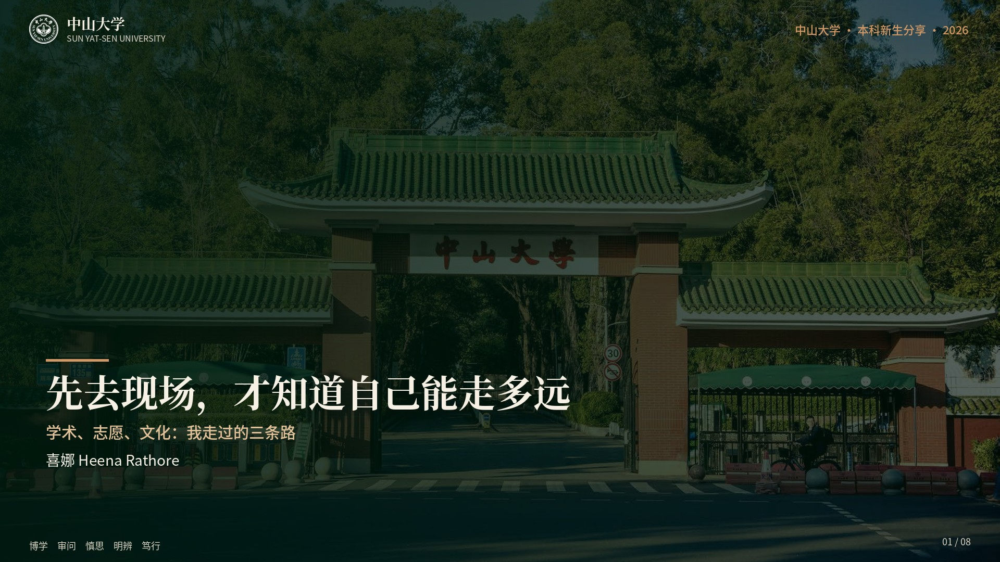 中山大学
SUN YAT-SEN UNIVERSITY
中山大学 • 本科新生分享 • 2026
中山大學
30
135
先去现场，才知道自己能走多远
学术、志愿、文化：我走过的三条路
喜娜 Heena Rathore
博学 审问 慎思 明辨 笃行
01 / 08